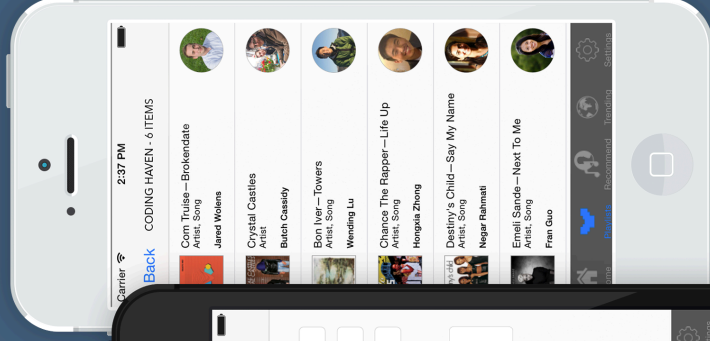 Carrier 2:37 PM
Back CODING HAVEN - 6 ITEMS
Com Truise—Brokendate
Artist, Song
Jared Wolens
Crystal Castles
Artist
Butch Cassidy
Bon Iver—Towers
Artist, Song
Wending Lu
Chance The Rapper—Life Up
Artist, Song
Hongxia Zhong
Destiny's Child—Say My Name
Artist, Song
Negar Rahmati
Emeli Sande—Next To Me
Artist, Song
Fran Guo
Recommend Trending Settings